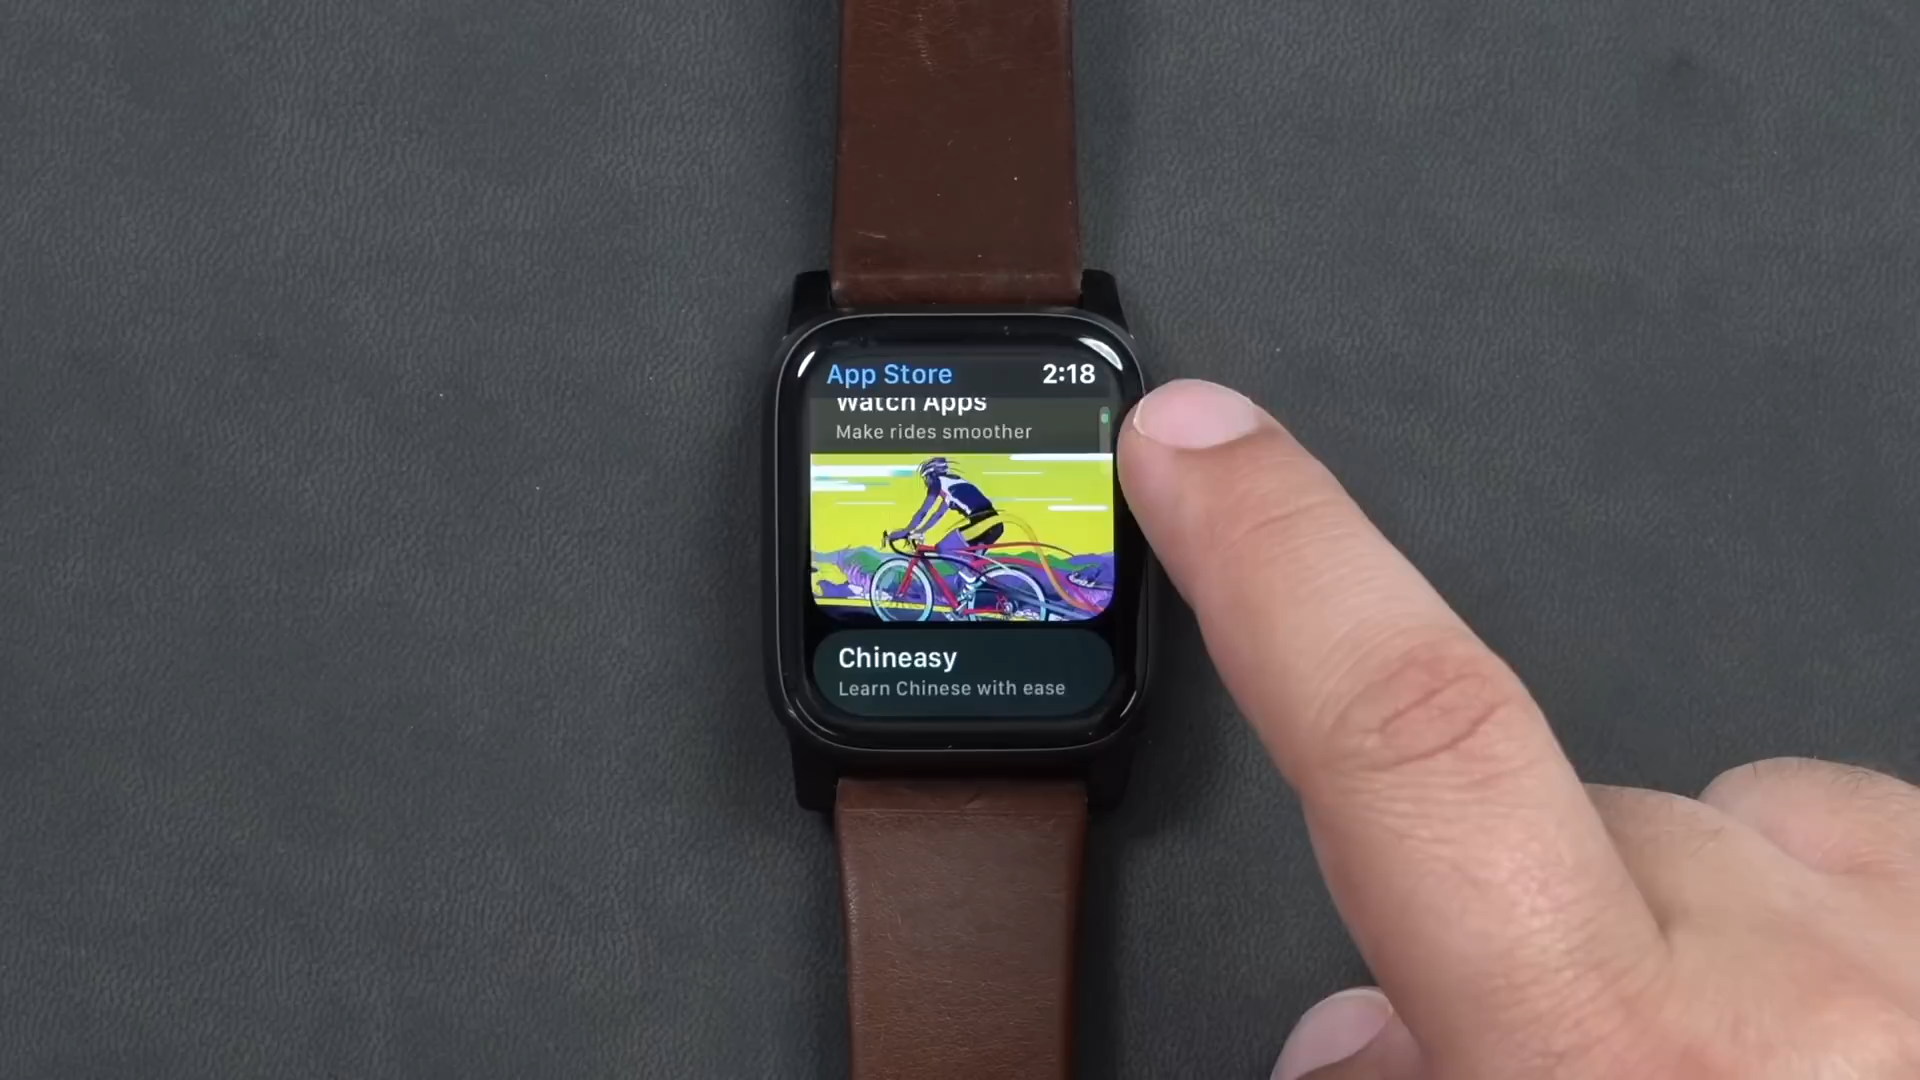 App Store 2:18
Watch Apps
Make rides smoother
Chineasy
Learn Chinese with ease